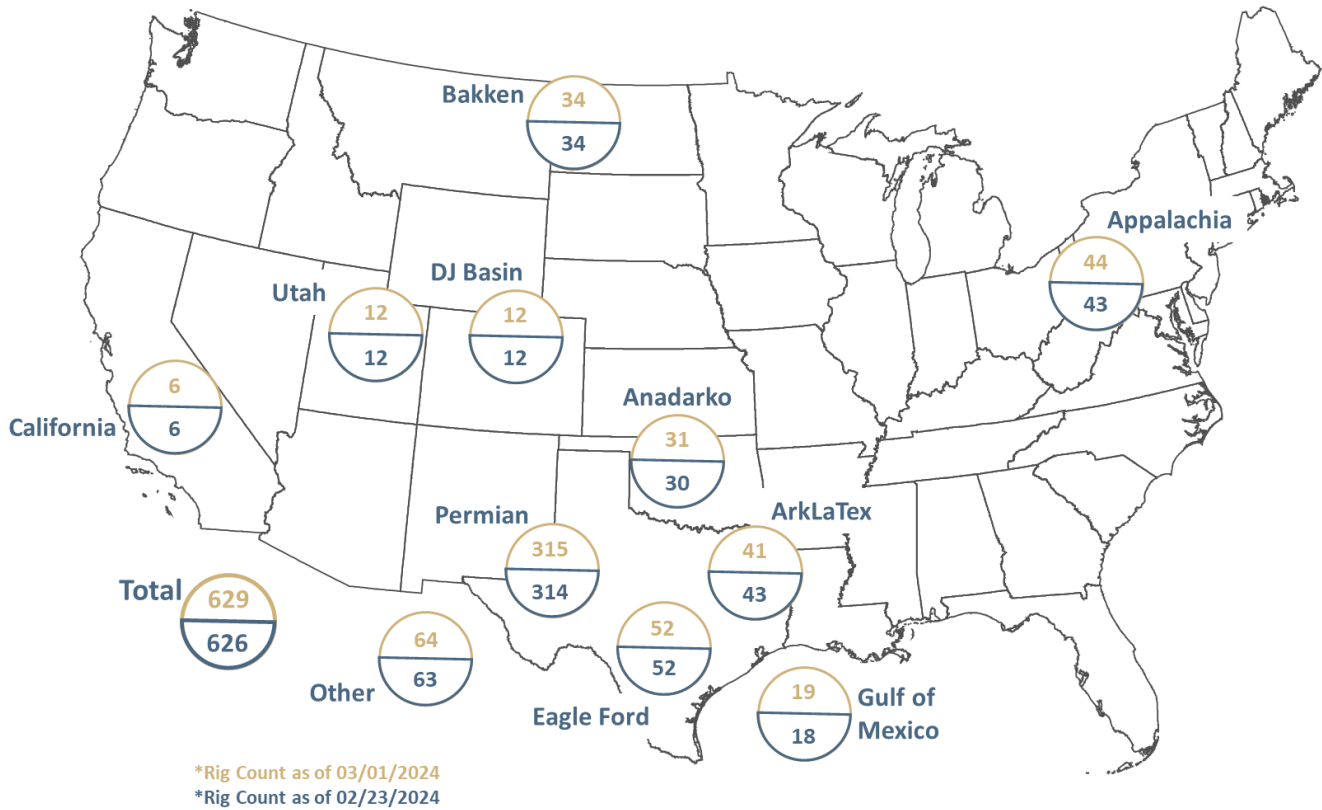 Bakken
34
34
Appalachia
44
43
DJ Basin
12
12
Utah
12
12
California
6
6
Anadarko
31
30
ArkLaTex
41
43
Permian
315
314
Total
629
626
Other
64
63
Eagle Ford
52
52
Gulf of
Mexico
19
18
*Rig Count as of 03/01/2024
*Rig Count as of 02/23/2024